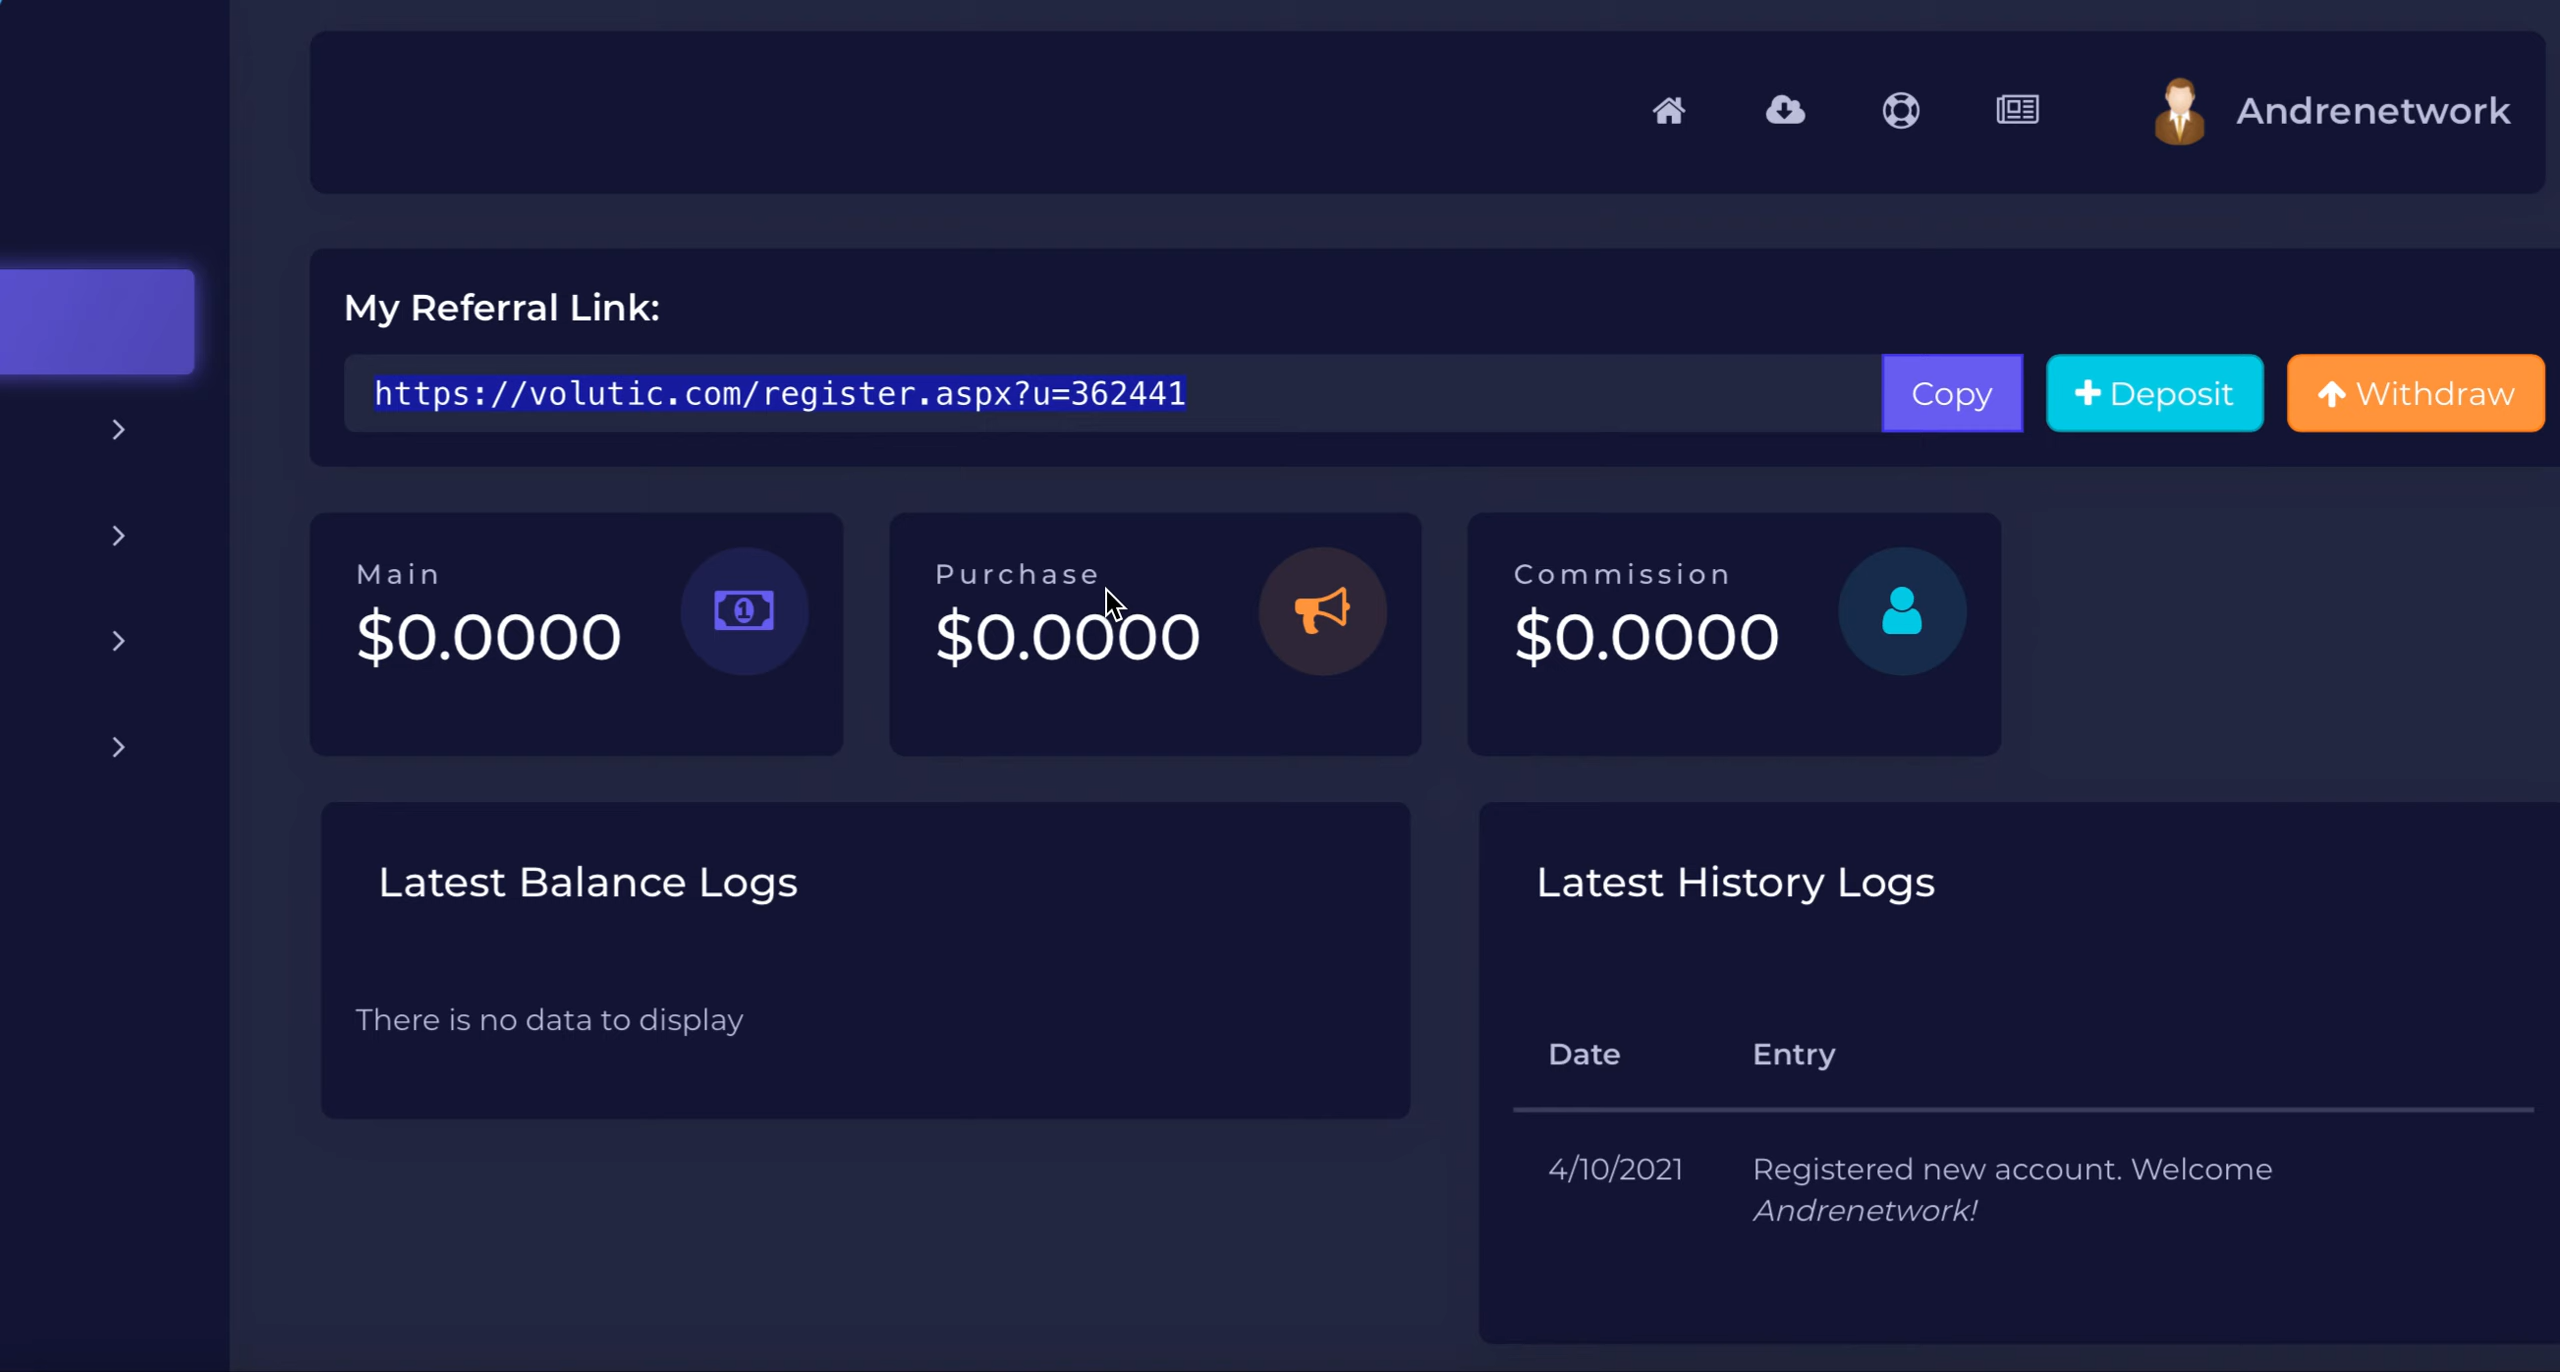 Andrenetwork
My Referral Link:
https://volutic.com/register.aspx?u=362441
Copy
Deposit
Withdraw
Main
$0.0000
Purchase
$0.0000
Commission
$0.0000
Latest Balance Logs
There is no data to display
Latest History Logs
Date Entry
4/10/2021 Registered new account. Welcome
Andrenetwork!